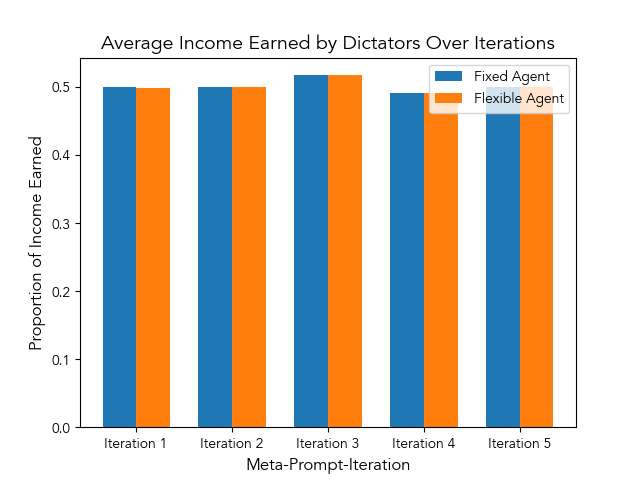 Average Income Earned by Dictators Over Iterations
Fixed Agent
Flexible Agent
Proportion of Income Earned
0.5
0.4
0.3
0.2
0.1
0.0
Iteration 1 Iteration 2 Iteration 3 Iteration 4 Iteration 5
Meta-Prompt-Iteration